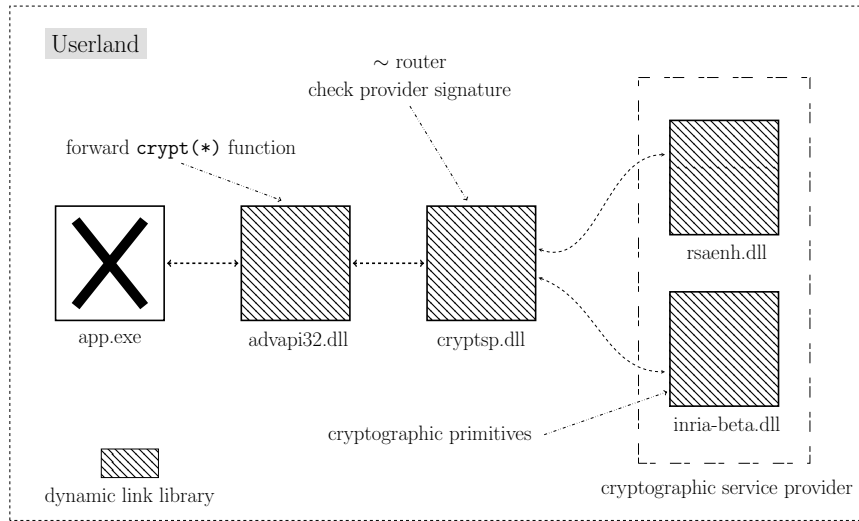 Userland
∼ router
check provider signature
forward crypt(*) function
rsaenh.dll
app.exe
advapi32.dll
cryptsp.dll
inria-beta.dll
cryptographic primitives
cryptographic service provider
dynamic link library